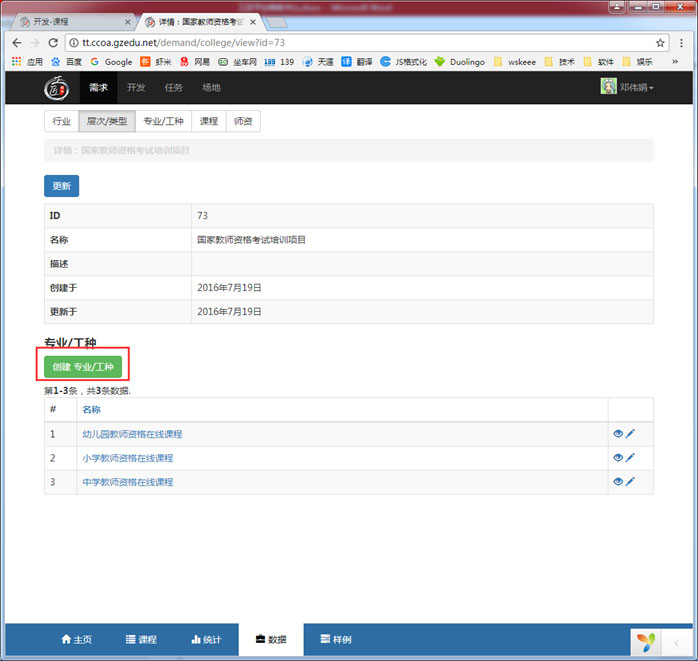 开发-课程
详情：国家教师资格考试
tt.ccoa.gzedu.net/demand/college/view?id=73
应用 百度 Google 虾米 网易 坐车网 139 139 天涯 翻译 JS格式化 Duolingo wskeee 技术 软件 娱乐 »
需求 开发 任务 场地 邓伟娟
行业 层次/类型 专业/工种 课程 师资
详情：国家教师资格考试培训项目
更新
ID 73
名称 国家教师资格考试培训项目
描述
创建于 2016年7月19日
更新于 2016年7月19日
专业/工种
创建 专业/工种
第1-3条，共3条数据.
# 名称
1 幼儿园教师资格在线课程
2 小学教师资格在线课程
3 中学教师资格在线课程
主页 课程 统计 数据 样例